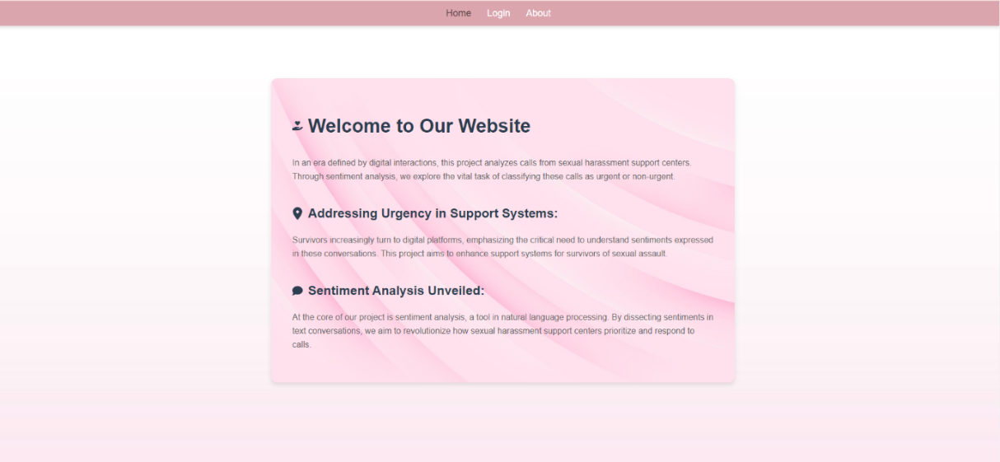 Home Login About
Welcome to Our Website
In an era defined by digital interactions, this project analyzes calls from sexual harassment support centers.
Through sentiment analysis, we explore the vital task of classifying these calls as urgent or non-urgent.
Addressing Urgency in Support Systems:
Survivors increasingly turn to digital platforms, emphasizing the critical need to understand sentiments expressed
in these conversations. This project aims to enhance support systems for survivors of sexual assault.
Sentiment Analysis Unveiled:
At the core of our project is sentiment analysis, a tool in natural language processing. By dissecting sentiments in
text conversations, we aim to revolutionize how sexual harassment support centers prioritize and respond to
calls.